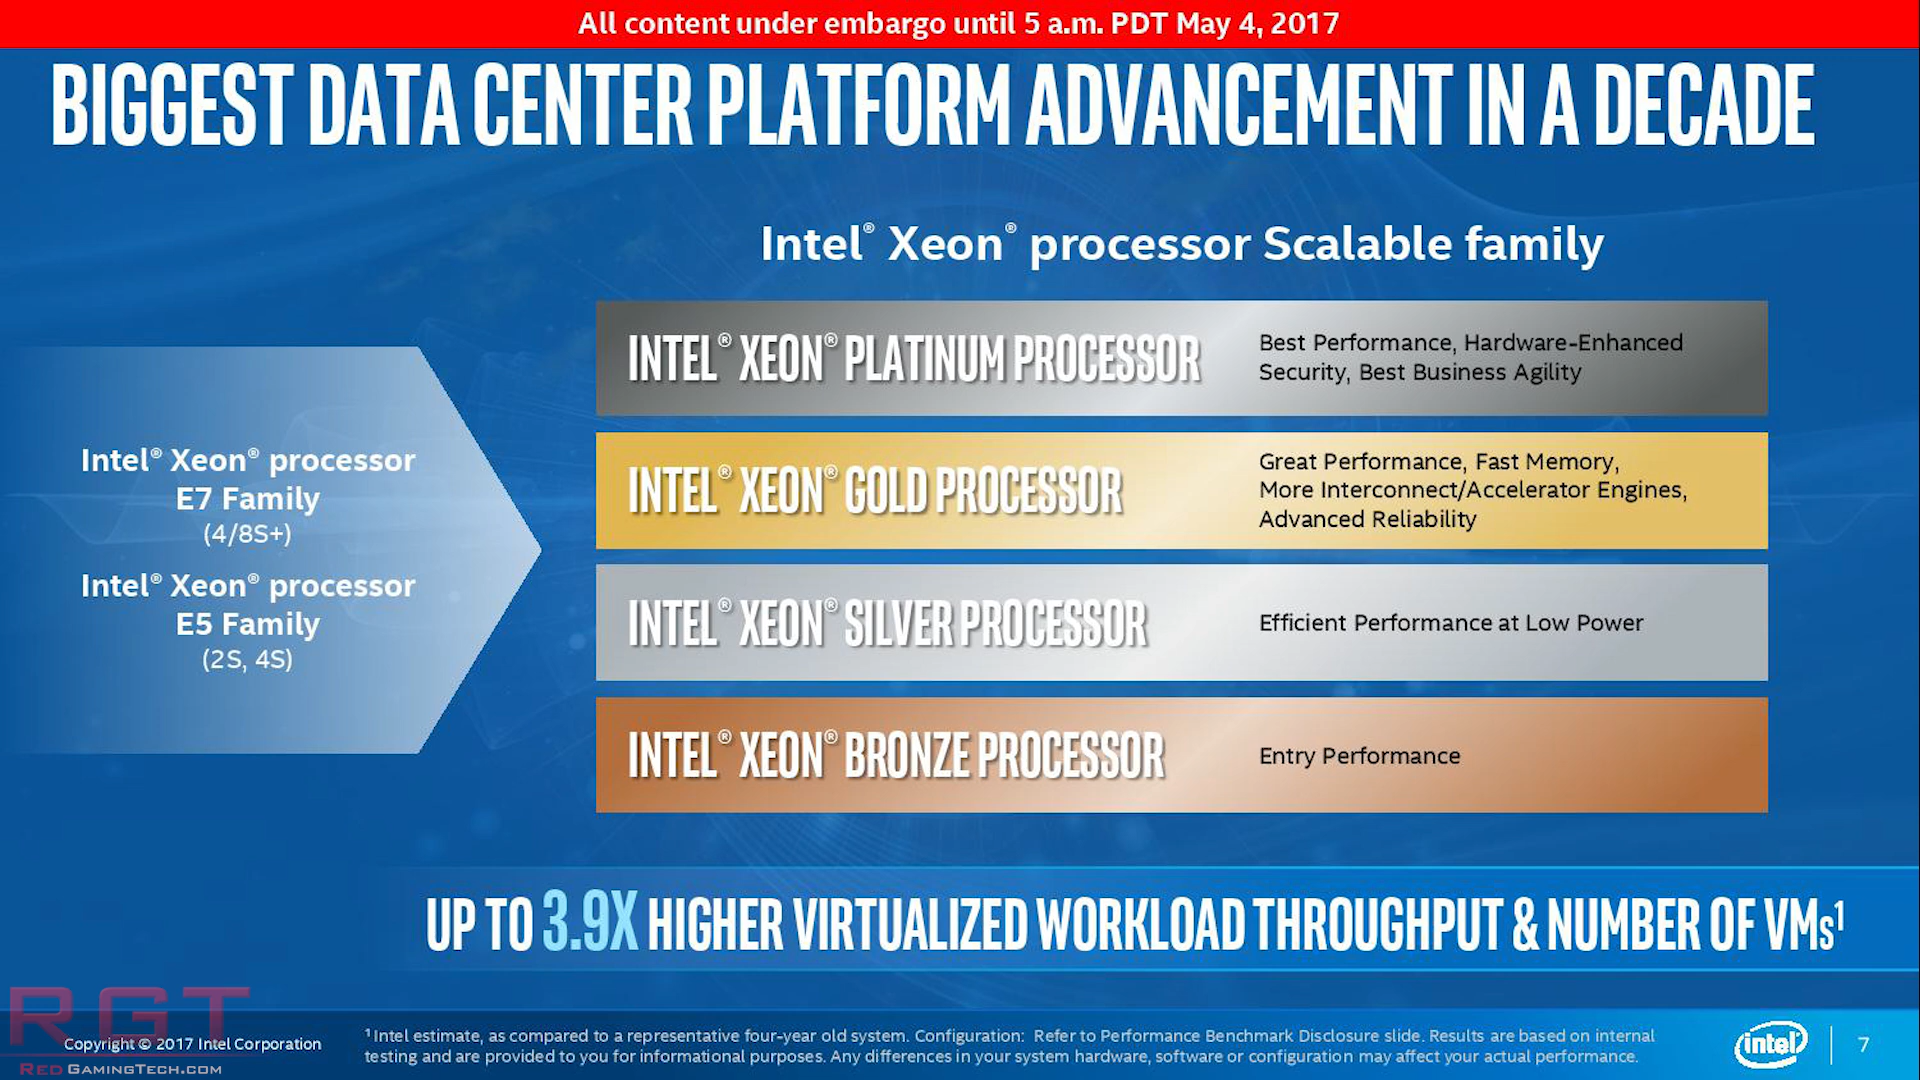 All content under embargo until 5 a.m. PDT May 4, 2017
BIGGEST DATA CENTER PLATFORM ADVANCEMENT IN A DECADE
Intel® Xeon® processor Scalable family
Intel® Xeon® processor
E7 Family
(4/8S+)
Intel® Xeon® processor
E5 Family
(2S, 4S)
INTEL® XEON® PLATINUM PROCESSOR
Best Performance, Hardware-Enhanced
Security, Best Business Agility
INTEL® XEON® GOLD PROCESSOR
Great Performance, Fast Memory,
More Interconnect/Accelerator Engines,
Advanced Reliability
INTEL® XEON® SILVER PROCESSOR
Efficient Performance at Low Power
INTEL® XEON® BRONZE PROCESSOR
Entry Performance
UP TO 3.9X HIGHER VIRTUALIZED WORKLOAD THROUGHPUT & NUMBER OF VMs¹
RGT
Copyright © 2017 Intel Corporation
REDGAMINGTECH.COM
¹ Intel estimate, as compared to a representative four-year old system. Configuration: Refer to Performance Benchmark Disclosure slide. Results are based on internal
testing and are provided to you for informational purposes. Any differences in your system hardware, software or configuration may affect your actual performance.
intel®
7